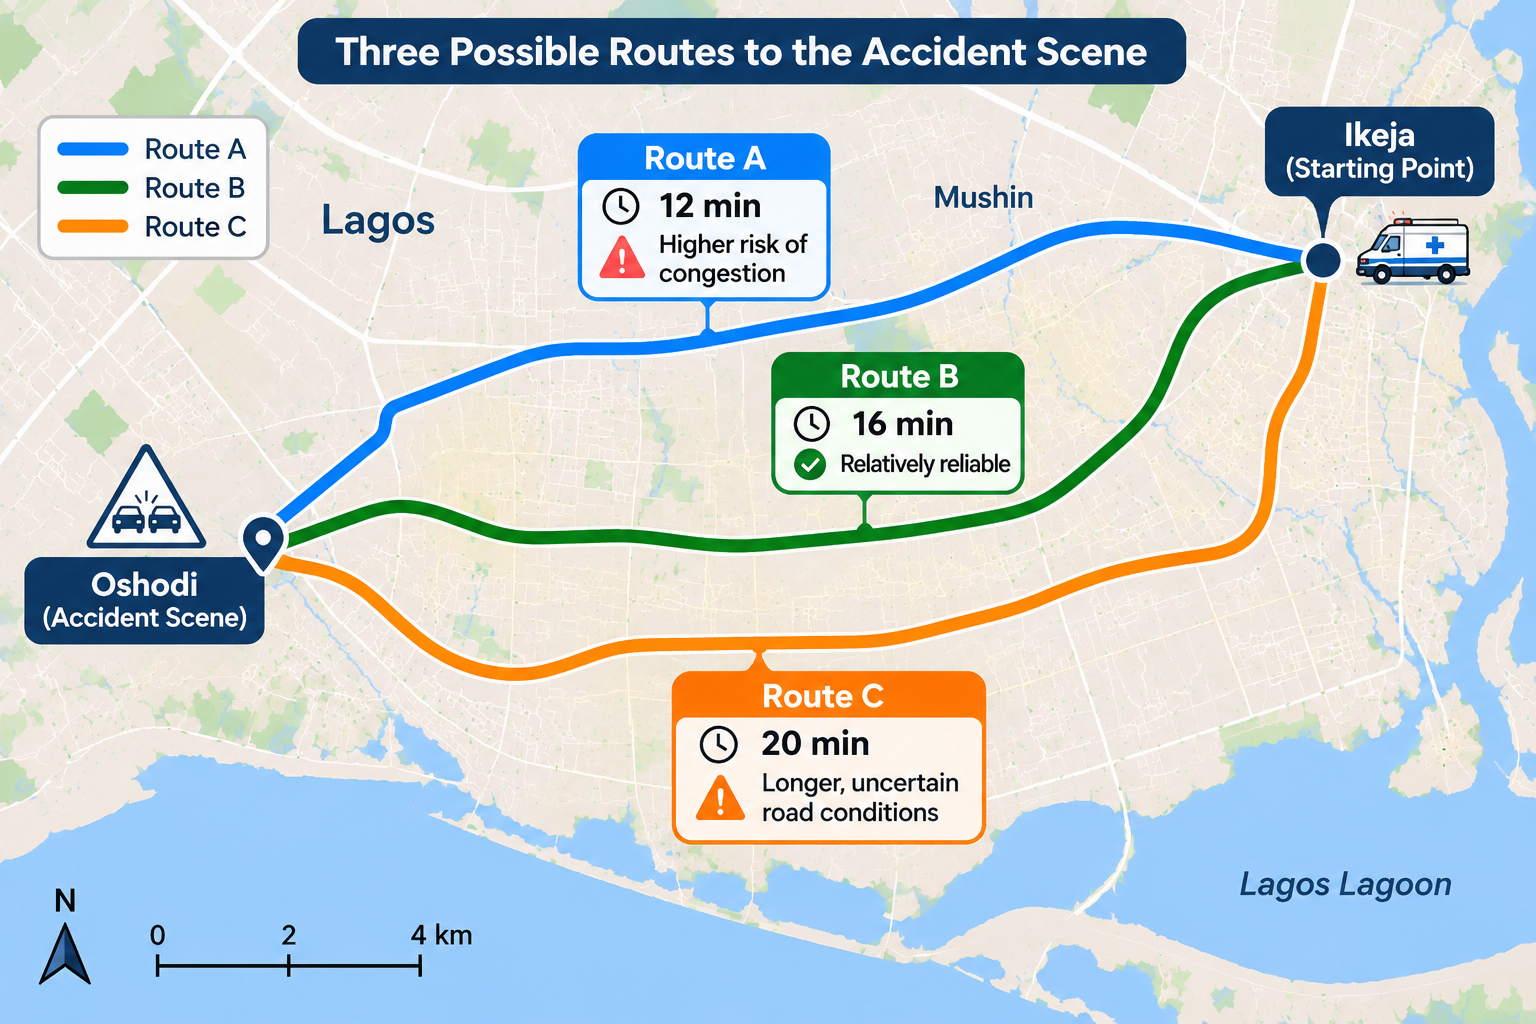 Three Possible Routes to the Accident Scene
Route A
Route B
Route C
Lagos
Route A
12 min
Higher risk of
congestion
Mushin
Ikeja
(Starting Point)
Route B
16 min
Relatively reliable
Oshodi
(Accident Scene)
Route C
20 min
Longer, uncertain
road conditions
Lagos Lagoon
N
0 2 4 km